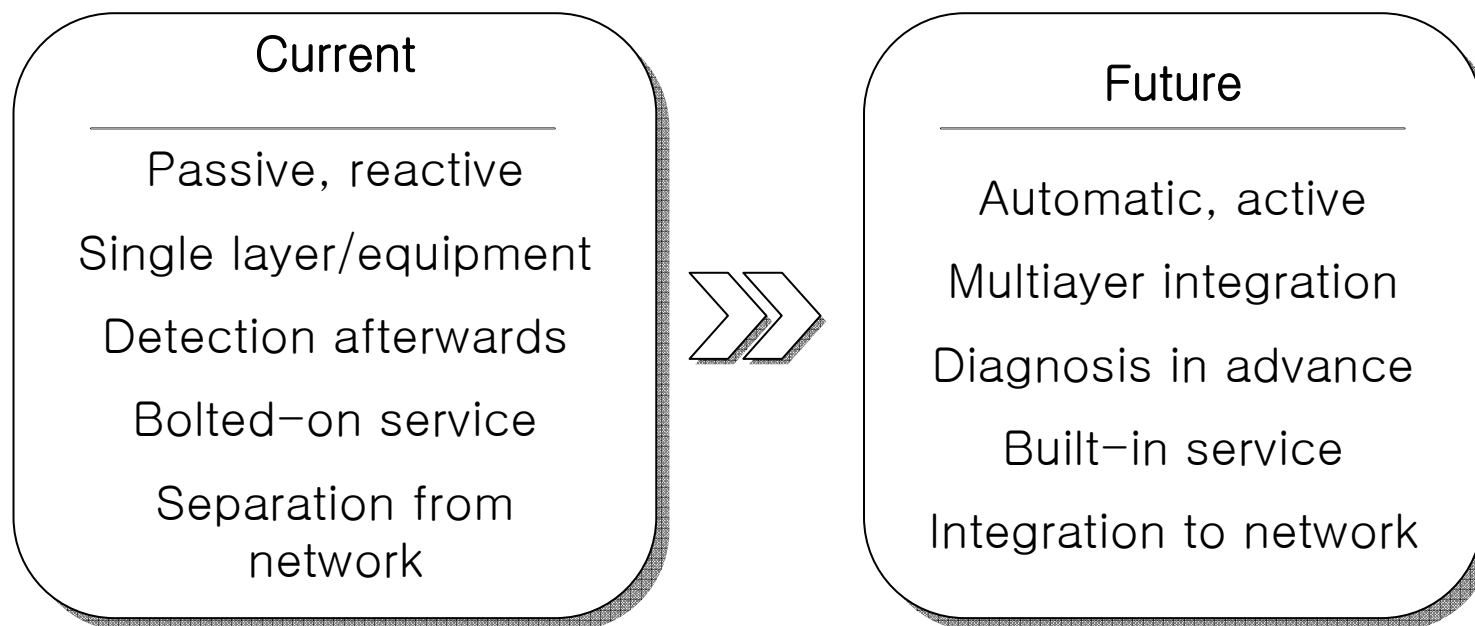 Current
Passive, reactive
Single layer/equipment
Detection afterwards
Bolted-on service
Separation from
network
Future
Automatic, active
Multiayer integration
Diagnosis in advance
Built-in service
Integration to network